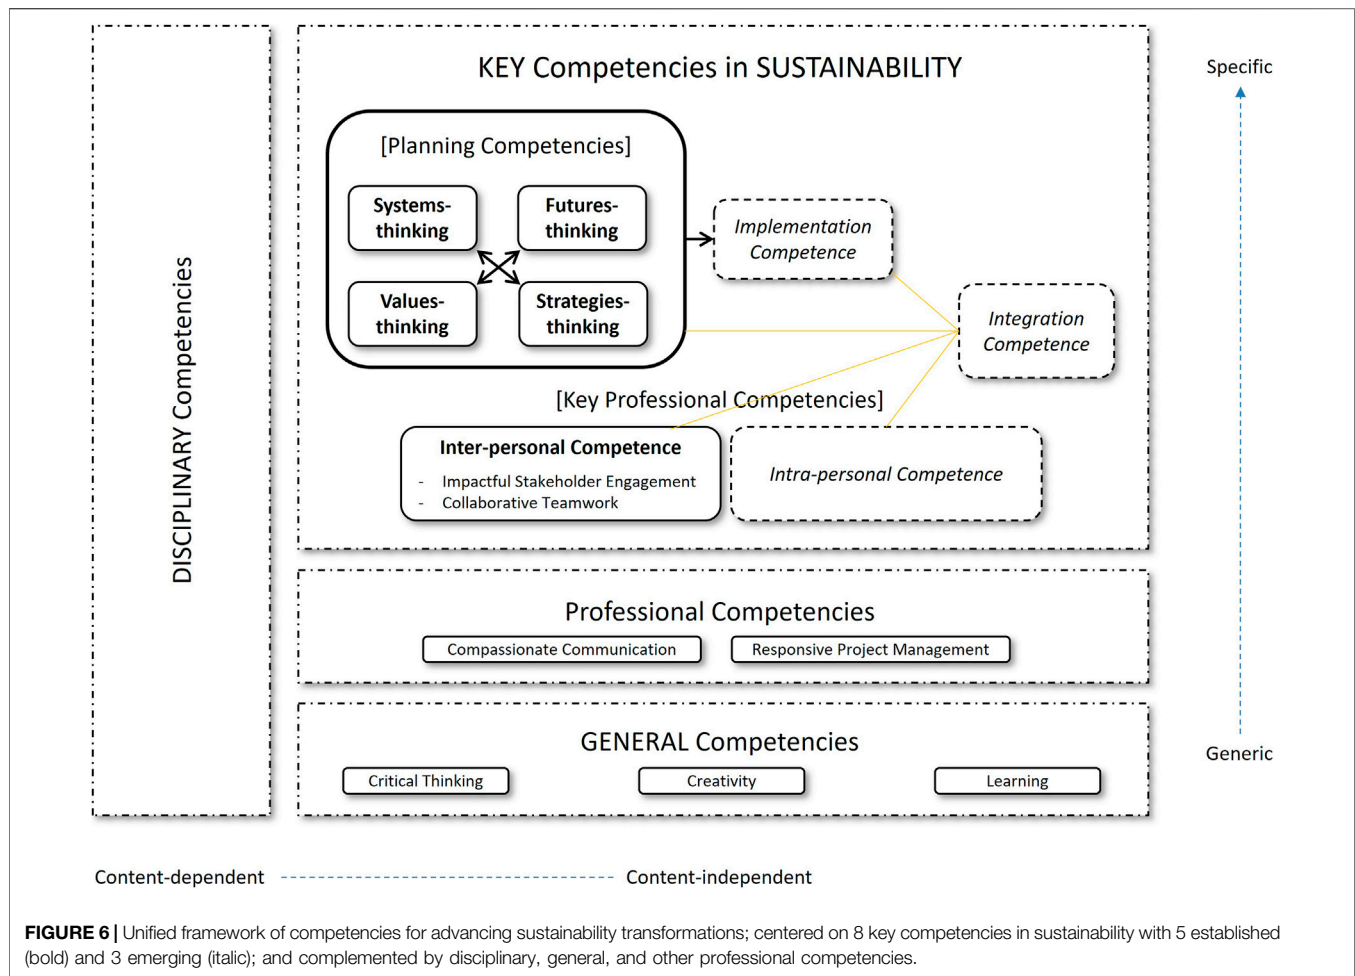 KEY Competencies in SUSTAINABILITY
Specific
[Planning Competencies]
Systems-
thinking
Futures-
thinking
Values-
thinking
Strategies-
thinking
Implementation
Competence
Integration
Competence
[Key Professional Competencies]
Inter-personal Competence
- Impactful Stakeholder Engagement
- Collaborative Teamwork
Intra-personal Competence
DISCIPLINARY Competencies
Professional Competencies
Compassionate Communication
Responsive Project Management
GENERAL Competencies
Critical Thinking
Creativity
Learning
Generic
Content-dependent
Content-independent
FIGURE 6 | Unified framework of competencies for advancing sustainability transformations; centered on 8 key competencies in sustainability with 5 established
(bold) and 3 emerging (italic); and complemented by disciplinary, general, and other professional competencies.